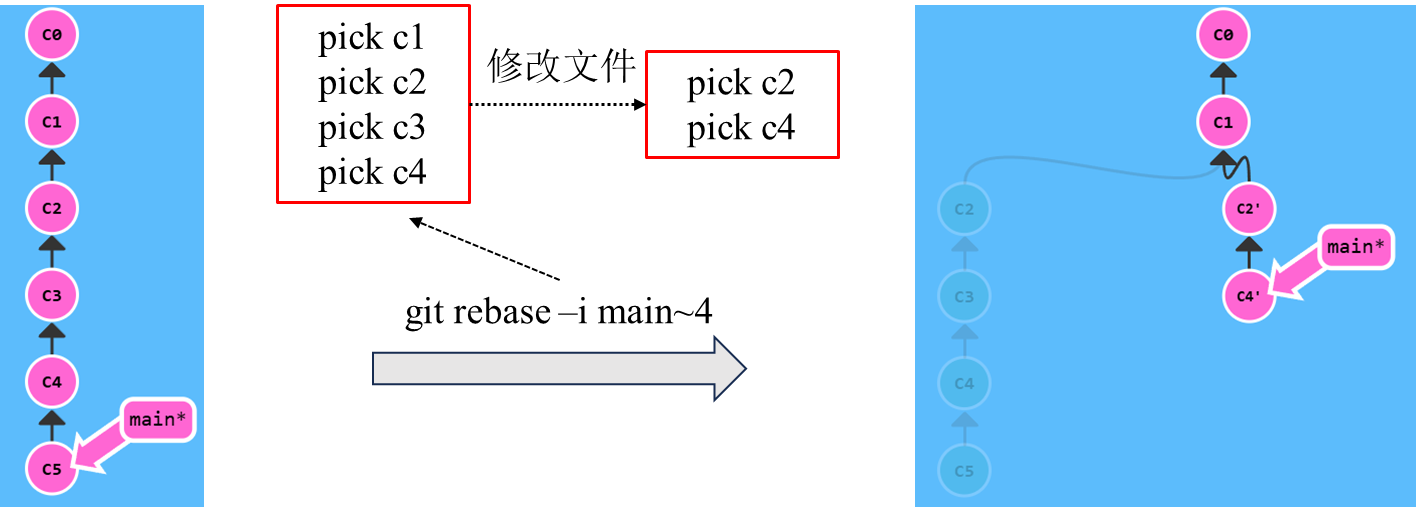 C0
C1
C2
C3
C4
C5
main*
pick c1
pick c2
pick c3
pick c4
修改文件
pick c2
pick c4
git rebase –i main~4
C0
C1
C2
C3
C4
C5
C2'
C4'
main*